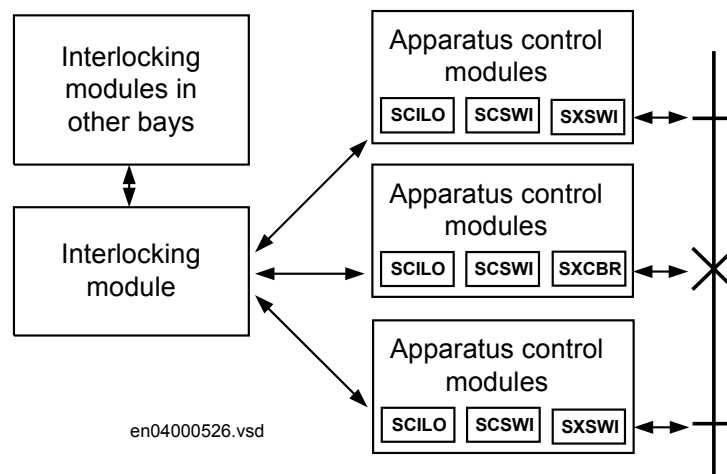 Interlocking
modules in
other bays
Interlocking
module
en04000526.vsd
Apparatus control
modules
SCILO SCSWI SXSWI
Apparatus control
modules
SCILO SCSWI SXCBR
Apparatus control
modules
SCILO SCSWI SXSWI